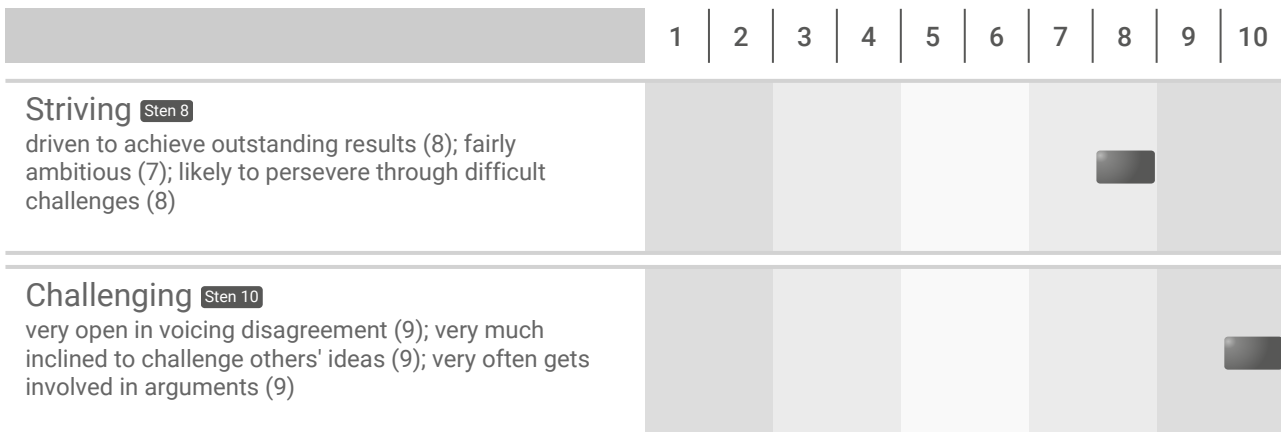 1 2 3 4 5 6 7 8 9 10
Striving Sten 8
driven to achieve outstanding results (8); fairly
ambitious (7); likely to persevere through difficult
challenges (8)
Challenging Sten 10
very open in voicing disagreement (9); very much
inclined to challenge others' ideas (9); very often gets
involved in arguments (9)